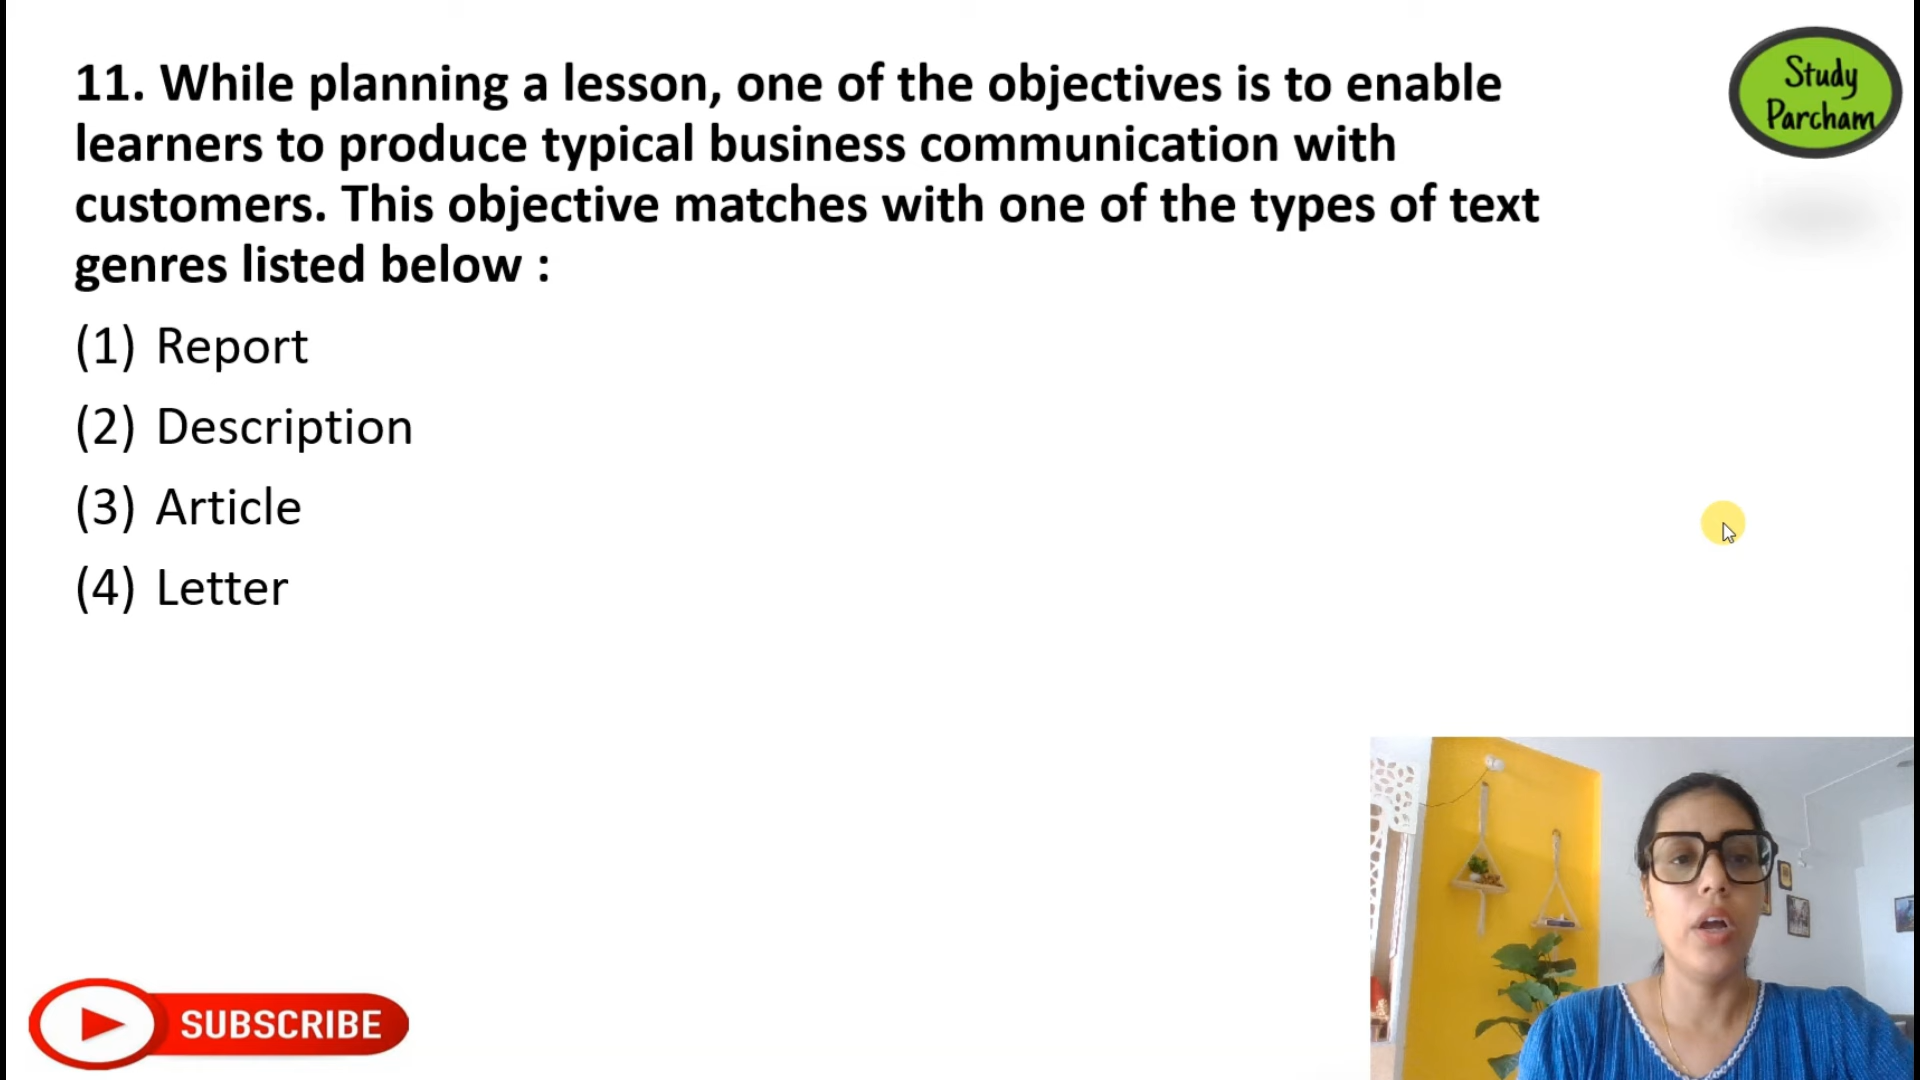 11. While planning a lesson, one of the objectives is to enable
learners to produce typical business communication with
customers. This objective matches with one of the types of text
genres listed below :
(1) Report
(2) Description
(3) Article
(4) Letter
Study
Parcham
SUBSCRIBE